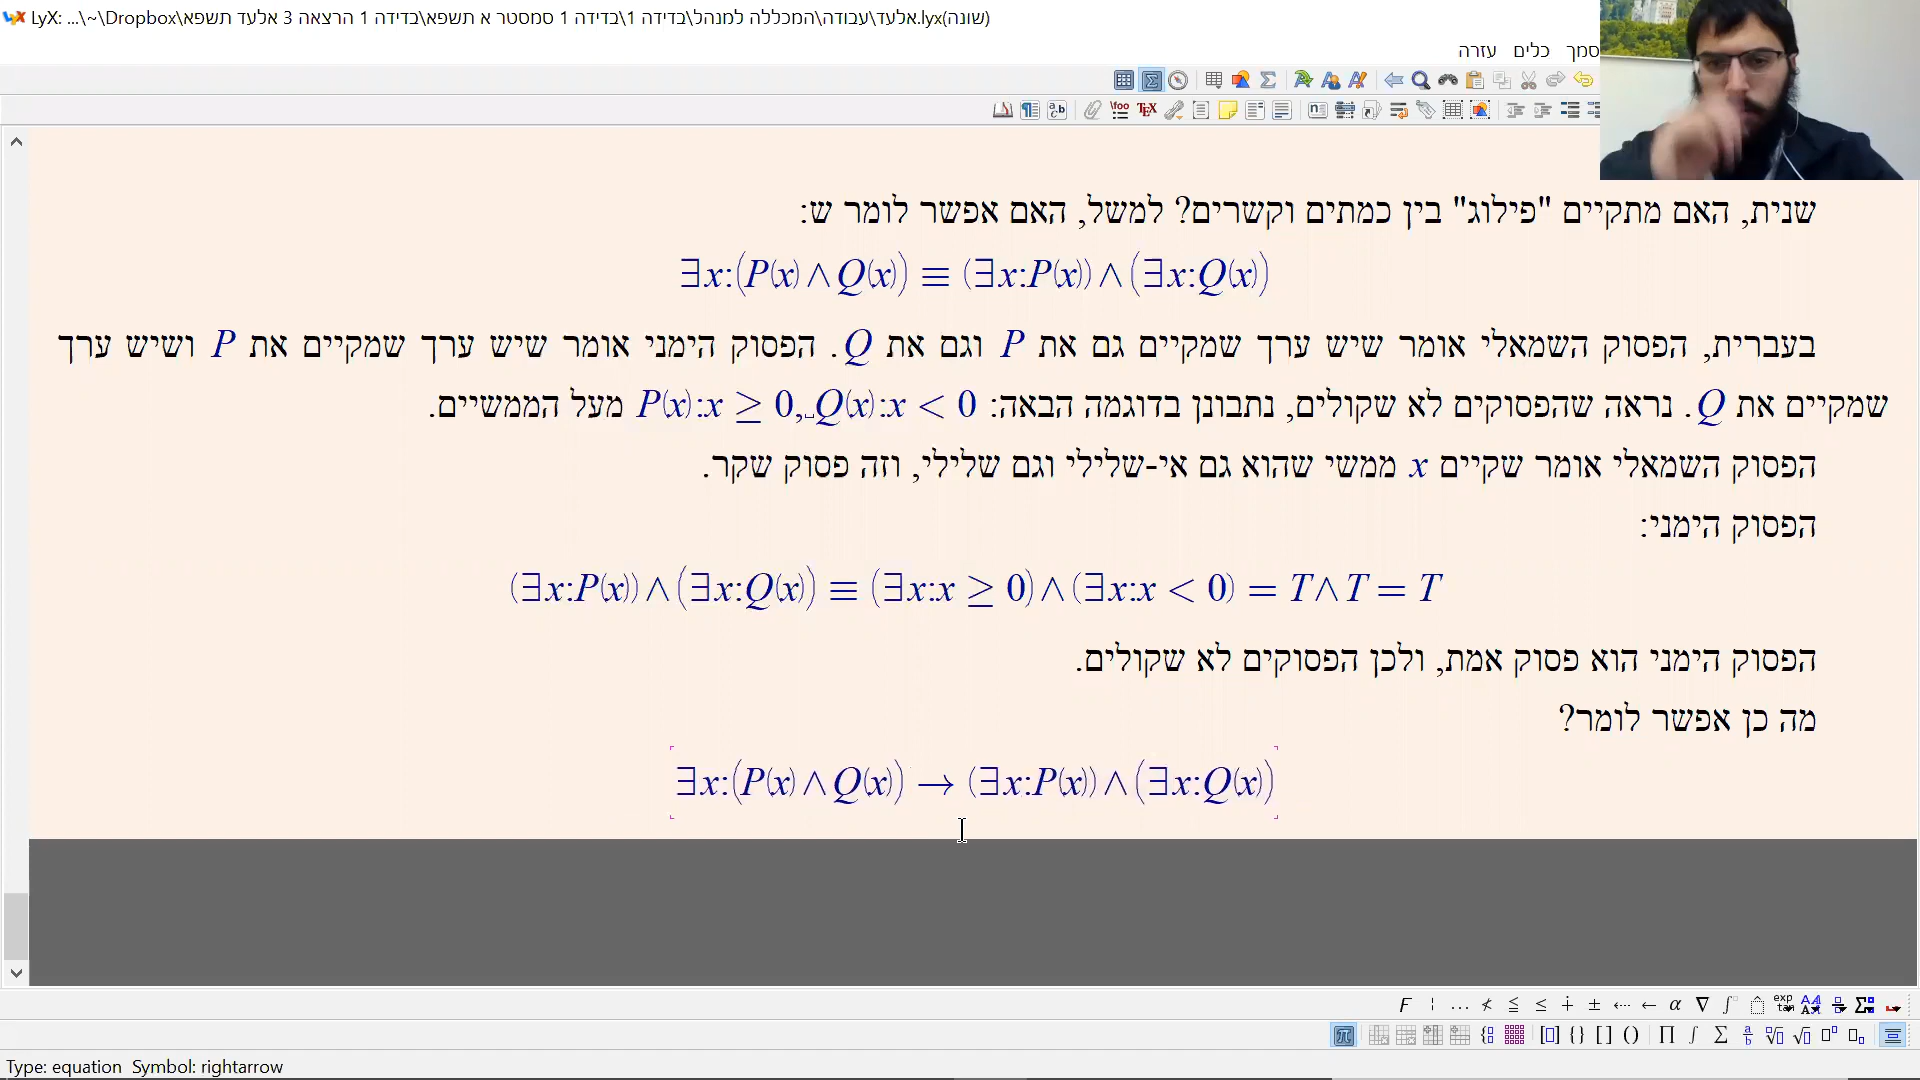 LyX: ...\~\Dropbox\אלעד\עבודה\המכללה למנהל\בדידה 1\בדידה 1 סמסטר א תשפא\בדידה 1 הרצאה 3 אלעד תשפא.lyx(שונה)
סמך כלים עזרה
שנית, האם מתקיים "פילוג" בין כמתים וקשרים? למשל, האם אפשר לומר ש:
∃x:(P(x)∧Q(x)) ≡ (∃x:P(x))∧(∃x:Q(x))
בעברית, הפסוק השמאלי אומר שיש ערך שמקיים גם את P וגם את Q. הפסוק הימני אומר שיש ערך שמקיים את P ושיש ערך
שמקיים את Q. נראה שהפסוקים לא שקולים, נתבונן בדוגמה הבאה: P(x):x ≥ 0, Q(x):x < 0 מעל הממשיים.
הפסוק השמאלי אומר שקיים x ממשי שהוא גם אי-שלילי וגם שלילי, וזה פסוק שקר.
הפסוק הימני:
(∃x:P(x))∧(∃x:Q(x)) ≡ (∃x:x ≥ 0)∧(∃x:x < 0) = T∧T = T
הפסוק הימני הוא פסוק אמת, ולכן הפסוקים לא שקולים.
מה כן אפשר לומר?
∃x:(P(x)∧Q(x)) → (∃x:P(x))∧(∃x:Q(x))
Type: equation Symbol: rightarrow